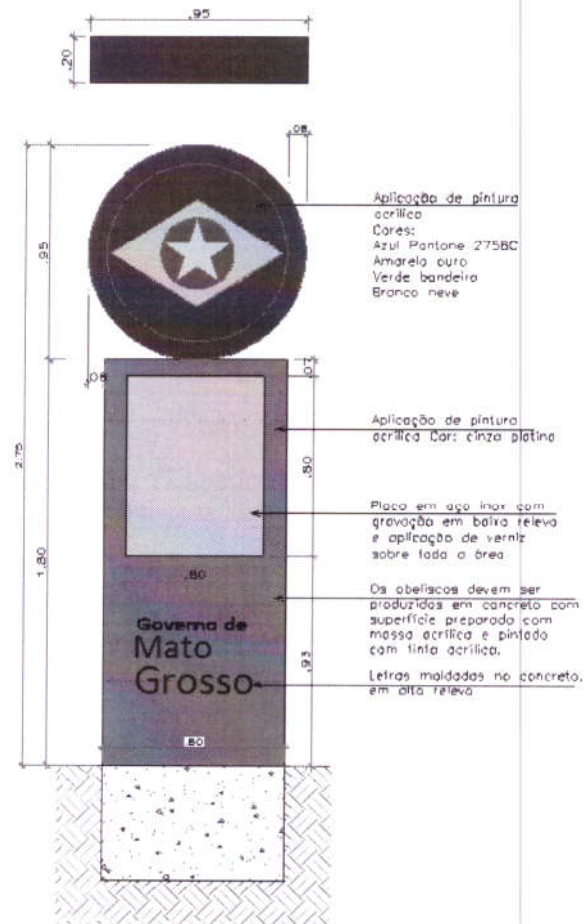 .95
.20
.08
Aplicação de pintura
acrílica
Cores:
Azul Pantone 2758C
Amarelo ouro
Verde bandeira
Branco neve
.95
2.75
.08
.07
Aplicação de pintura
acrílica Cor: cinza platina
.80
Placa em aço inox com
gravação em baixo relevo
e aplicação de verniz
sobre toda a área
.60
1.80
Os obeliscos devem ser
produzidos em concreto com
superfície preparada com
massa acrílica e pintado
com tinta acrílica.
Governo de
Mato
Grosso
.93
Letras moldadas no concreto,
em alto relevo
.80